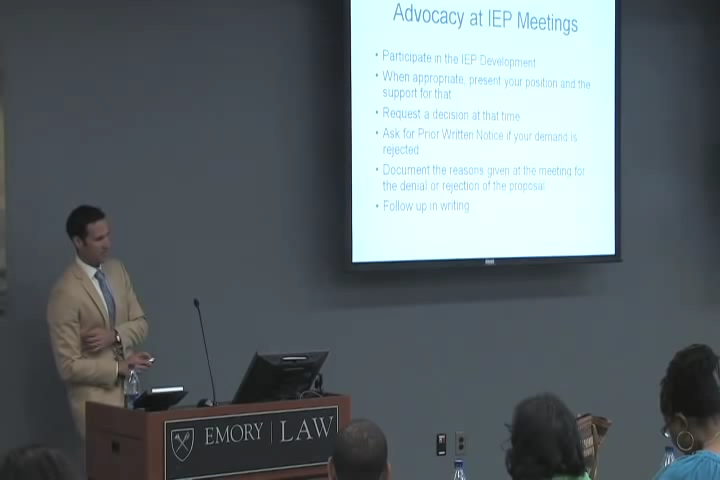 Advocacy at IEP Meetings
• Participate in the IEP Development
• When appropriate, present your position and the
support for that
• Request a decision at that time
• Ask for Prior Written Notice if your demand is
rejected
• Document the reasons given at the meeting for
the denial or rejection of the proposal
• Follow up in writing
EMORY | LAW